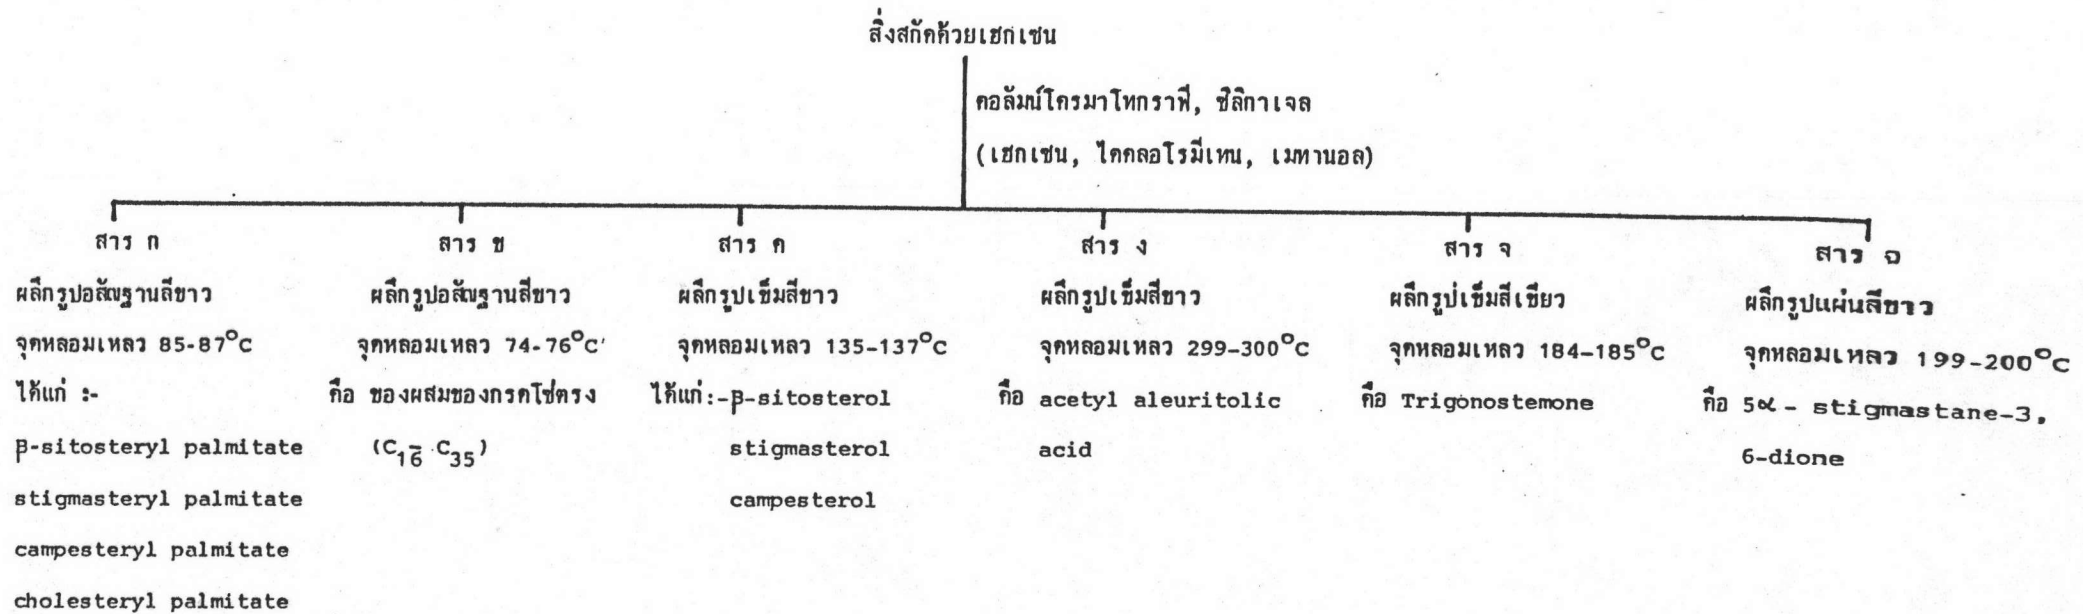 สิ่งสกัดด้วยเฮกเซน
คอลัมน์โครมาโทกราฟี, ซิลิกาเจล
(เฮกเซน, ไดคลอโรมีเทน, เมทานอล)
สาร ก
ผลึกรูปอสัณฐานสีขาว
จุดหลอมเหลว 85-87°C
ได้แก่ :-
β-sitosteryl palmitate
stigmasteryl palmitate
campesteryl palmitate
cholesteryl palmitate
สาร ข
ผลึกรูปอสัณฐานสีขาว
จุดหลอมเหลว 74-76°C
คือ ของผสมของกรดโซ่ตรง
(C16-C35)
สาร ค
ผลึกรูปเข็มสีขาว
จุดหลอมเหลว 135-137°C
ได้แก่:-β-sitosterol
stigmasterol
campesterol
สาร ง
ผลึกรูปเข็มสีขาว
จุดหลอมเหลว 299-300°C
คือ acetyl aleuritolic
acid
สาร จ
ผลึกรูปเข็มสีเขียว
จุดหลอมเหลว 184-185°C
คือ Trigonostemone
สาร ฉ
ผลึกรูปแผ่นสีขาว
จุดหลอมเหลว 199-200°C
คือ 5α - stigmastane-3,
6-dione